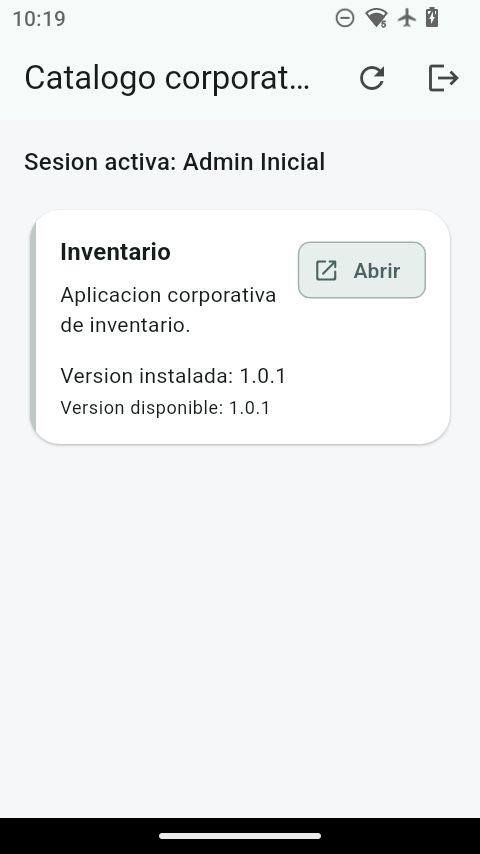 10:19
Catalogo corporat...
Sesion activa: Admin Inicial
Inventario
Abrir
Aplicacion corporativa
de inventario.
Version instalada: 1.0.1
Version disponible: 1.0.1